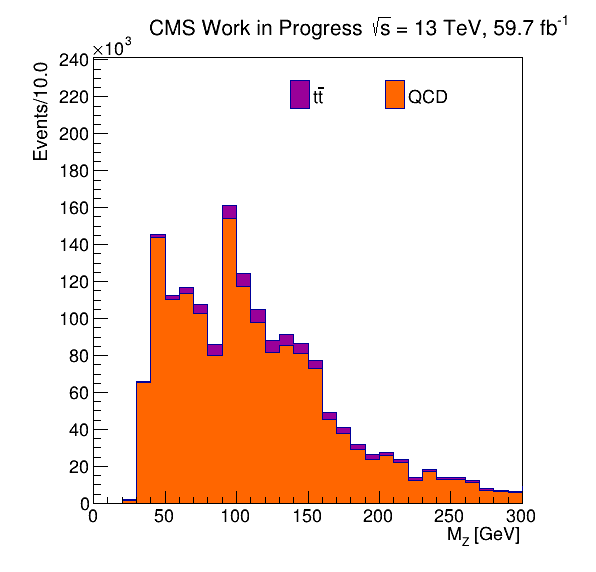 CMS Work in Progress √s = 13 TeV, 59.7 fb⁻¹
×10³
Events/10.0
tt̄
QCD
240
220
200
180
160
140
120
100
80
60
40
20
0
0 50 100 150 200 250 300
M_Z [GeV]